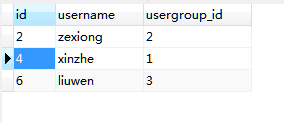 id username usergroup_id
2 zexiong 2
4 xinzhe 1
6 liuwen 3